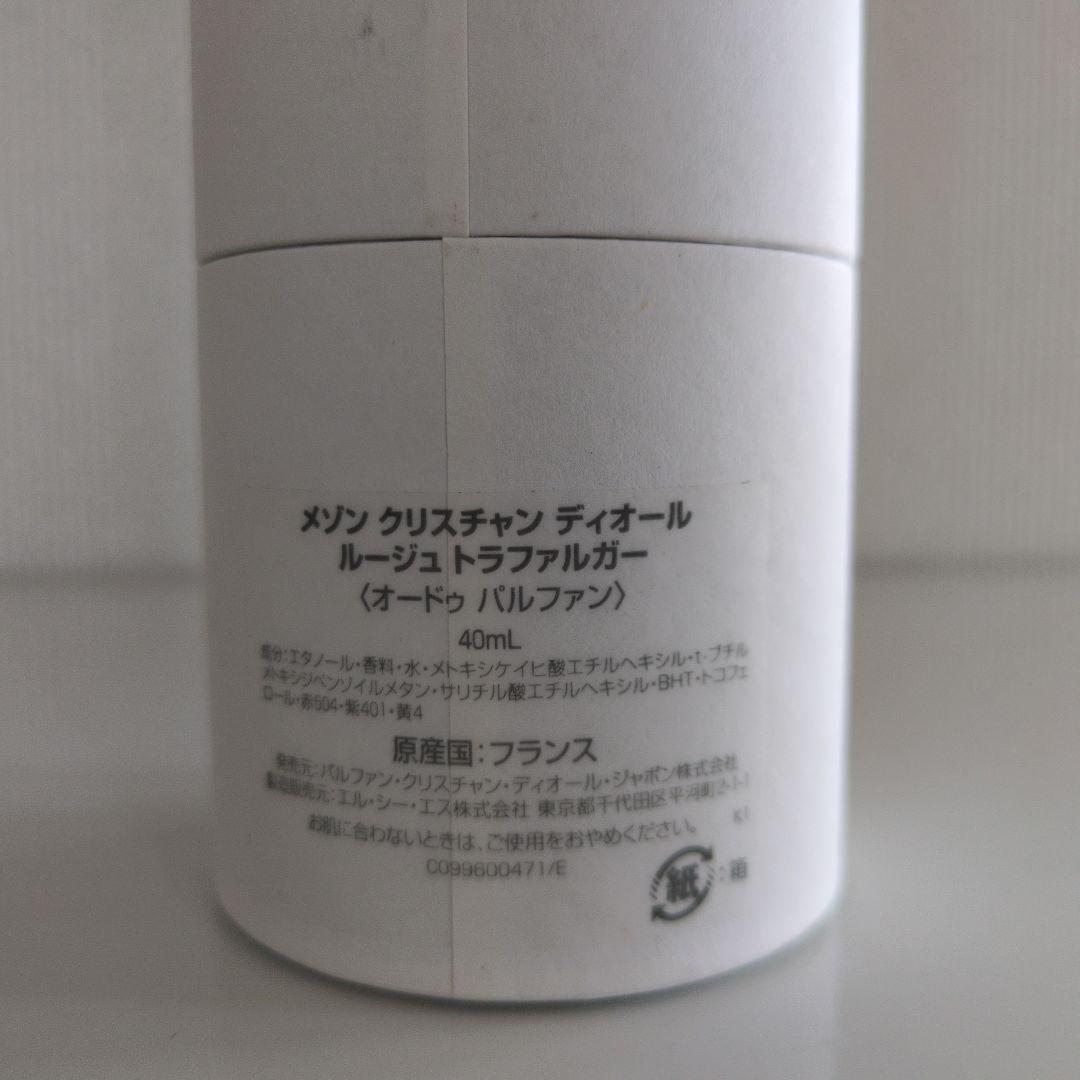 メゾン クリスチャン ディオール
ルージュ トラファルガー
〈オードゥ パルファン〉
40mL
成分：エタノール・香料・水・メトキシケイヒ酸エチルヘキシル・t-ブチル
メトキシジベンゾイルメタン・サリチル酸エチルヘキシル・BHT・トコフェ
ロール・赤504・紫401・黄4
原産国：フランス
発売元：パルファン・クリスチャン・ディオール・ジャポン株式会社
製造販売元：エル・シー・エス株式会社 東京都千代田区平河町2-1-1
お肌に合わないときは、ご使用をおやめください。 K1
C099600471/E
紙：箱